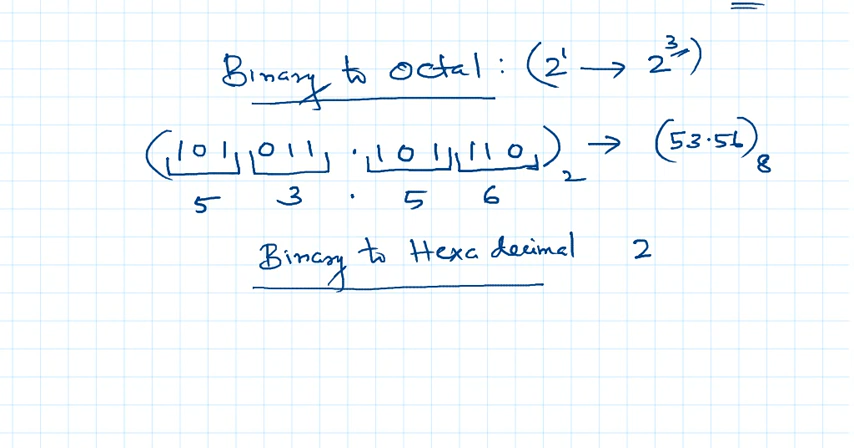 Binary to Octal : (2¹ → 2³)
(101 011 . 101 110)₂ → (53.56)₈
5 3 . 5 6
Binary to Hexa decimal 2